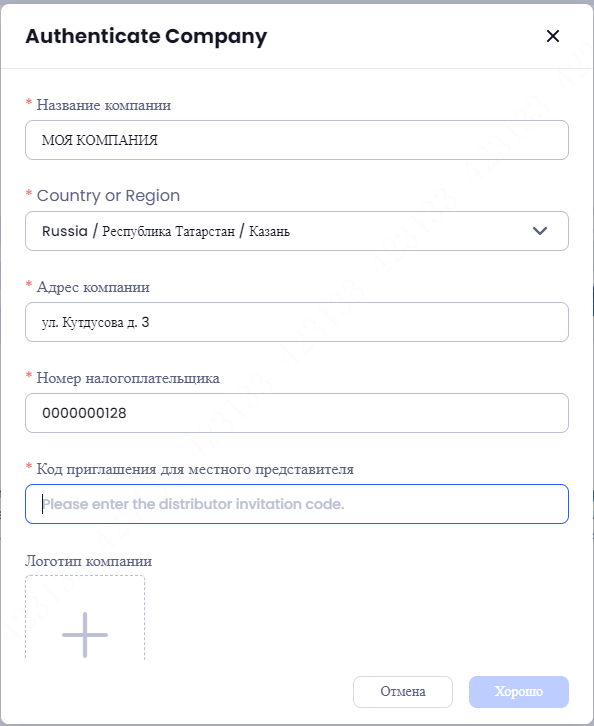 Authenticate Company
* Название компании
МОЯ КОМПАНИЯ
* Country or Region
Russia / Республика Татарстан / Казань
* Адрес компании
ул. Кутдусова д. 3
* Номер налогоплательщика
0000000128
* Код приглашения для местного представителя
Please enter the distributor invitation code.
Логотип компании
Отмена
Хорошо